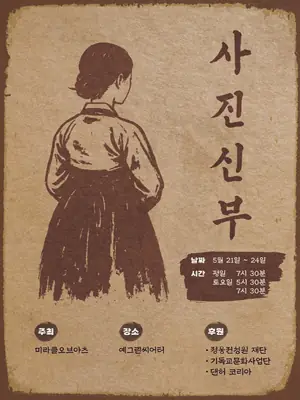 사진신부
날짜 5월 21일 ~ 24일
시간 평일 7시 30분
토요일 5시 30분
7시 30분
주최
미라클오브아츠
장소
예그린씨어터
후원
· 정동컨성원 재단
· 기독교문화사업단
· 댄허 코리아